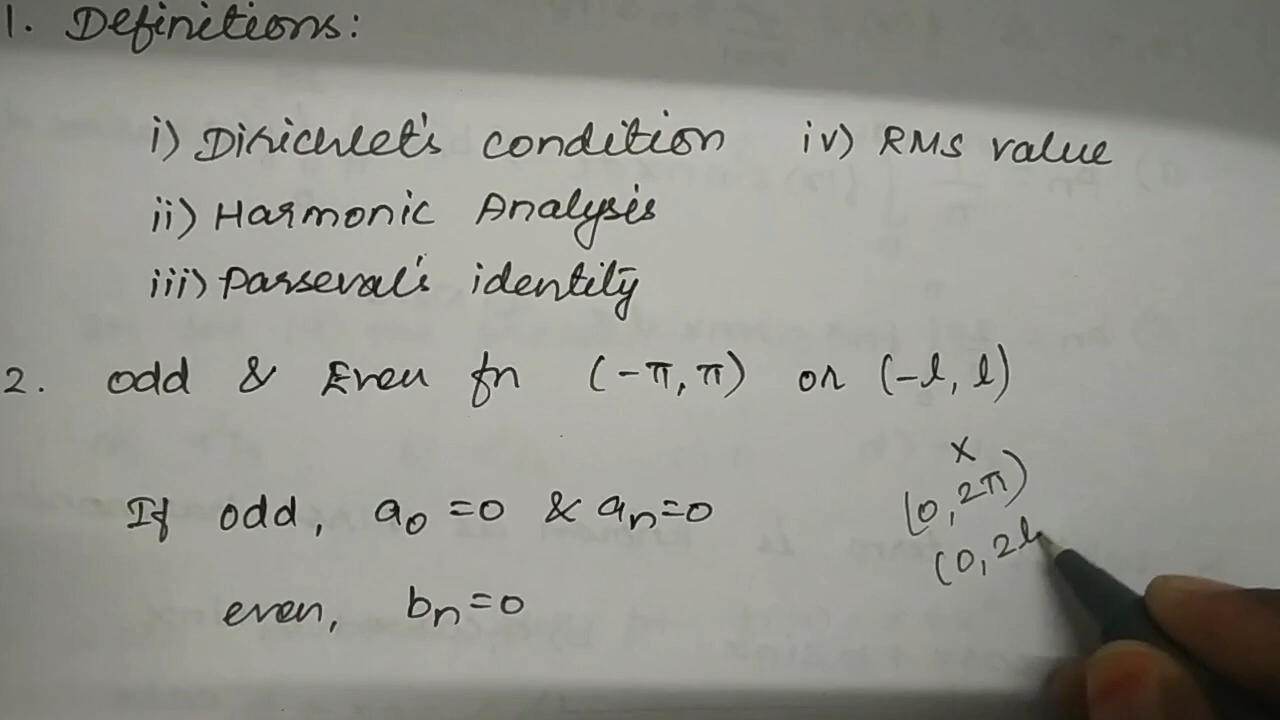 1. Definitions:
i) Dirichlet's condition iv) RMS value
ii) Harmonic Analysis
iii) Parseval's identity
2. odd & Even fn (-π, π) or (-l, l)
x
(0, 2π)
If odd, a₀ = 0 & aₙ = 0
(0, 2l
even, bₙ = 0